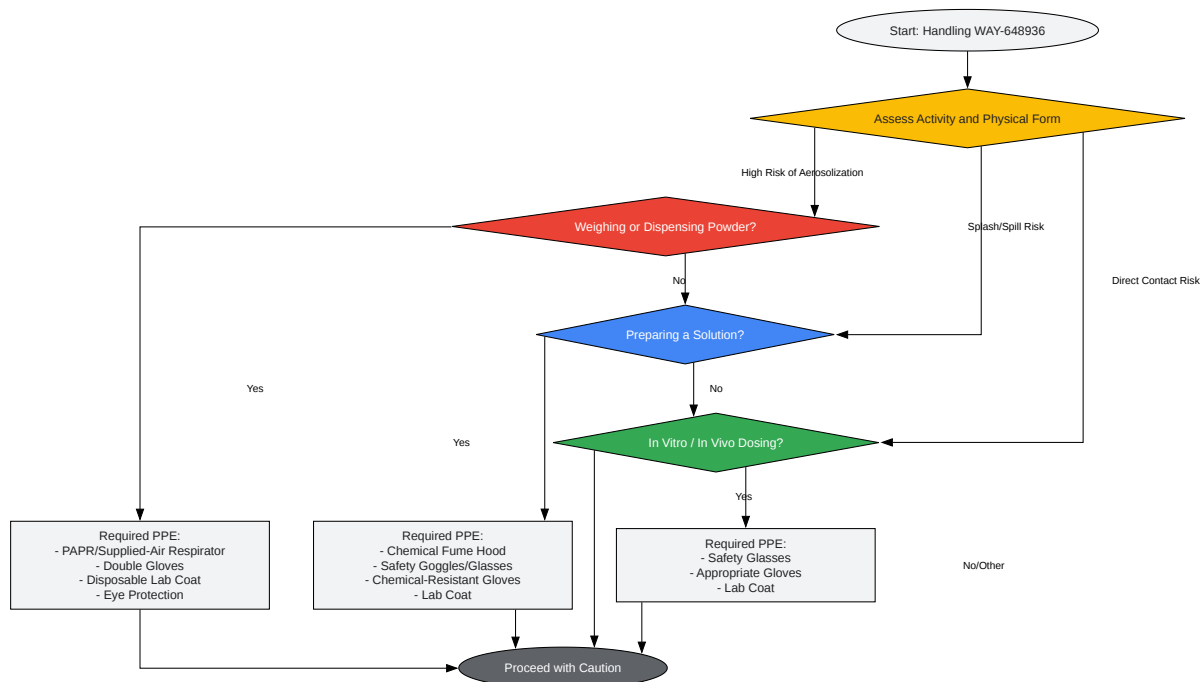 Start: Handling WAY-648936
Assess Activity and Physical Form
High Risk of Aerosolization
Weighing or Dispensing Powder?
Splash/Spill Risk
No
Direct Contact Risk
Preparing a Solution?
Yes
No
Yes
In Vitro / In Vivo Dosing?
Yes
Required PPE:
- PAPR/Supplied-Air Respirator
- Double Gloves
- Disposable Lab Coat
- Eye Protection
Required PPE:
- Chemical Fume Hood
- Safety Goggles/Glasses
- Chemical-Resistant Gloves
- Lab Coat
Required PPE:
- Safety Glasses
- Appropriate Gloves
- Lab Coat
No/Other
Proceed with Caution